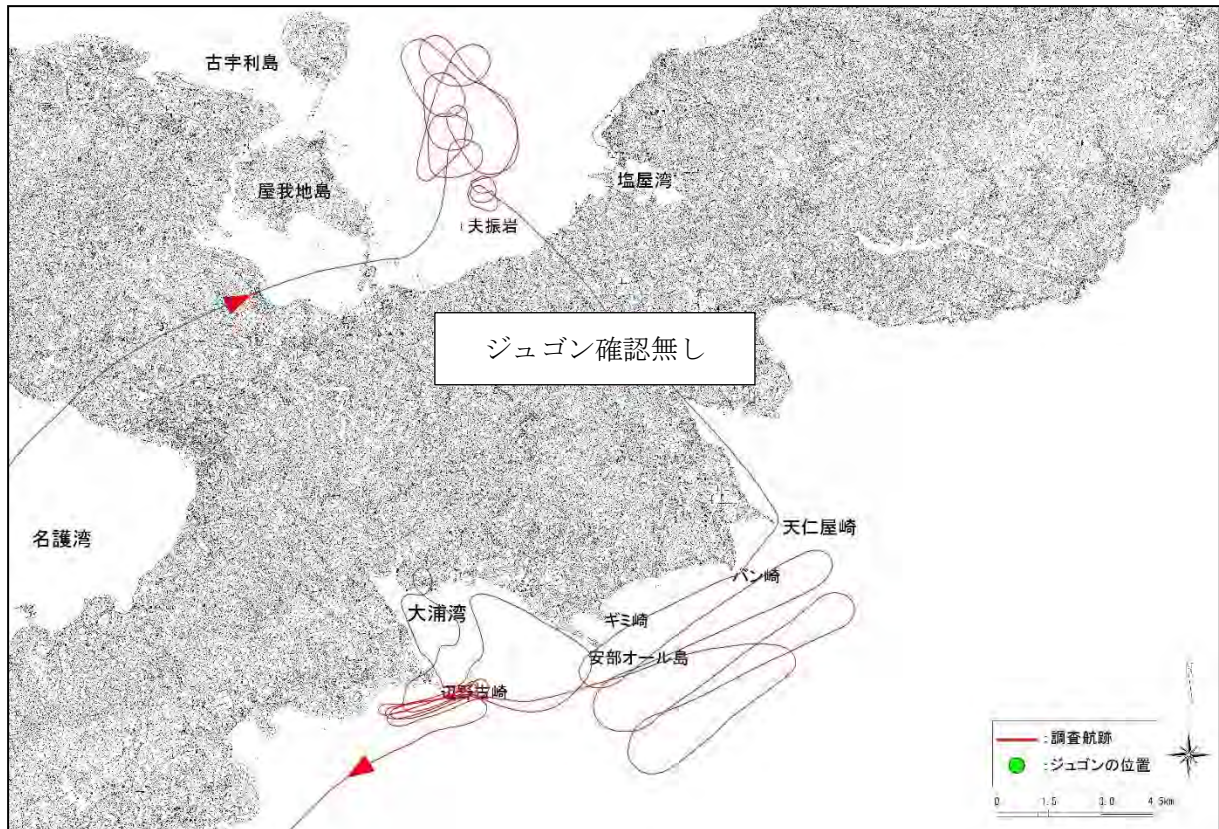 古宇利島
屋我地島
塩屋湾
夫振岩
ジュゴン確認無し
名護湾
天仁屋崎
バン崎
大浦湾
ギミ崎
安部オール島
辺野古崎
:調査航跡
:ジュゴンの位置
0 1.5 3.0 4.5km